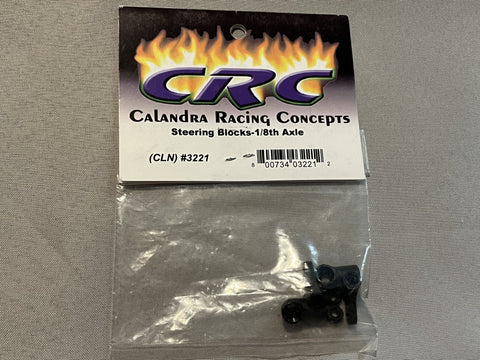 CRC
Calandra Racing Concepts
Steering Blocks-1/8th Axle
(CLN) #3221
8 00734 03221 2